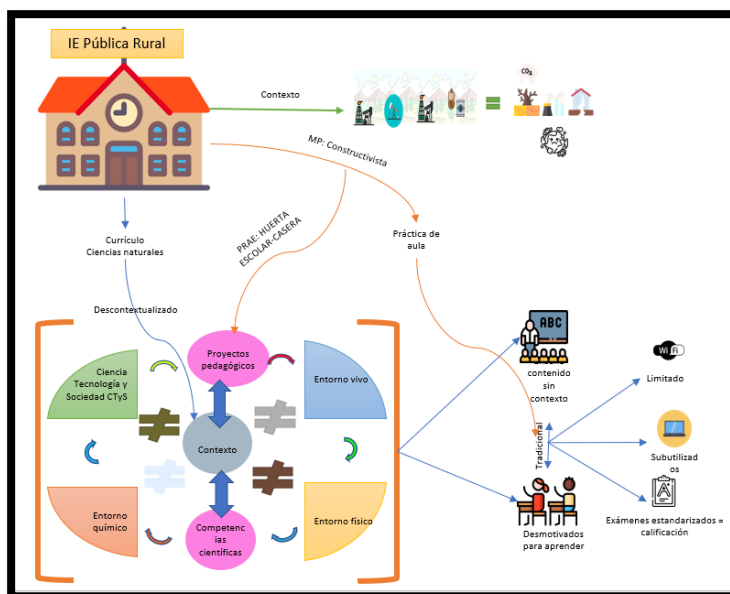 IE Pública Rural
Contexto
CO₂
MP: Constructivista
PRAE: HUERTA
ESCOLAR-CASERA
Currículo
Ciencias naturales
Práctica de
aula
Descontextualizado
Ciencia
Tecnología y
Sociedad CTyS
Proyectos
pedagógicos
Entorno vivo
Contexto
Entorno
químico
Competenc
ias
científicas
Entorno físico
ABC
contenido
sin
contexto
Tradicional
Desmotivados
para aprender
Wi Fi
Limitado
Subutilizad
os
A+
Exámenes estandarizados =
calificación